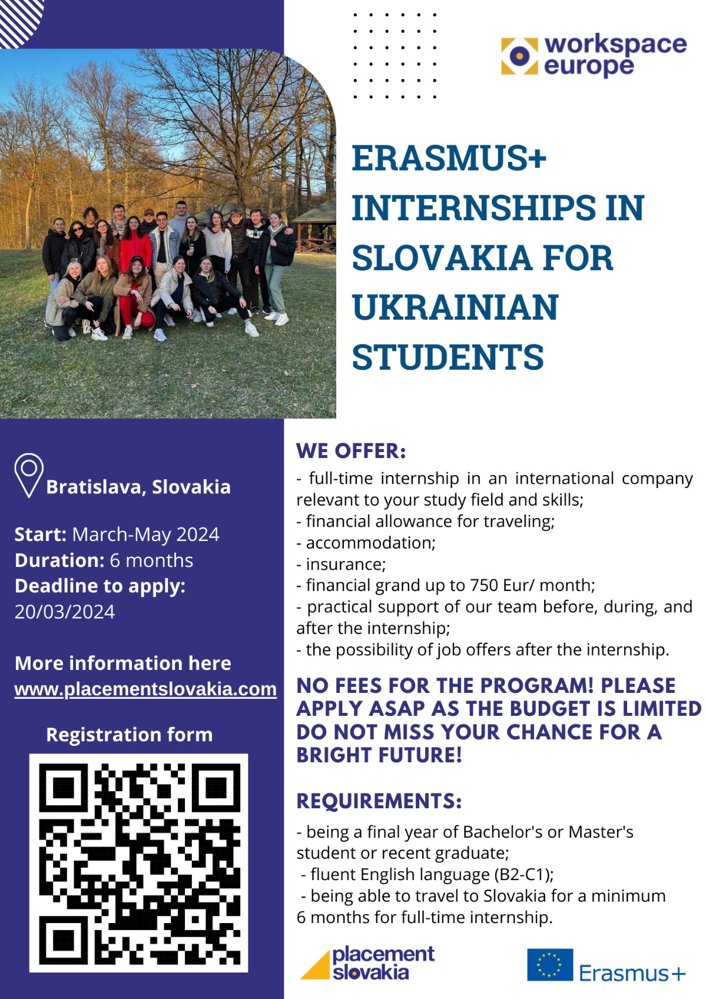 workspace
europe
ERASMUS+
INTERNSHIPS IN
SLOVAKIA FOR
UKRAINIAN
STUDENTS
Bratislava, Slovakia
Start: March-May 2024
Duration: 6 months
Deadline to apply:
20/03/2024
More information here
www.placementslovakia.com
Registration form
WE OFFER:
- full-time internship in an international company
relevant to your study field and skills;
- financial allowance for traveling;
- accommodation;
- insurance;
- financial grand up to 750 Eur/ month;
- practical support of our team before, during, and
after the internship;
- the possibility of job offers after the internship.
NO FEES FOR THE PROGRAM! PLEASE
APPLY ASAP AS THE BUDGET IS LIMITED
DO NOT MISS YOUR CHANCE FOR A
BRIGHT FUTURE!
REQUIREMENTS:
- being a final year of Bachelor's or Master's
student or recent graduate;
- fluent English language (B2-C1);
- being able to travel to Slovakia for a minimum
6 months for full-time internship.
placement
slovakia
Erasmus+